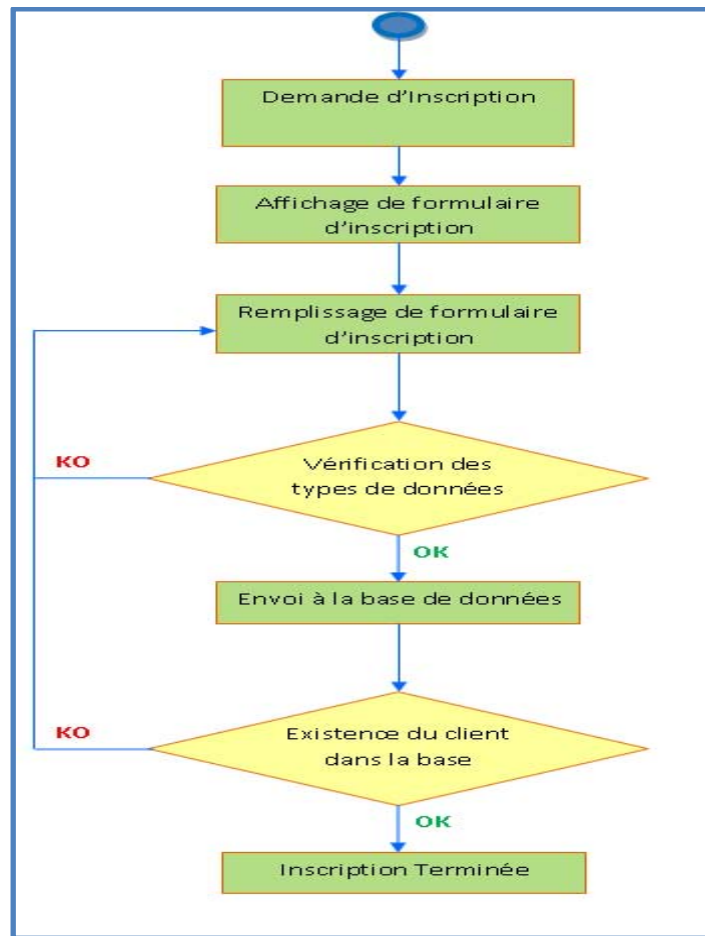 Demande d'Inscription
Affichage de formulaire
d'inscription
Remplissage de formulaire
d'inscription
KO
Vérification des
types de données
OK
Envoi à la base de données
KO
Existence du client
dans la base
OK
Inscription Terminée